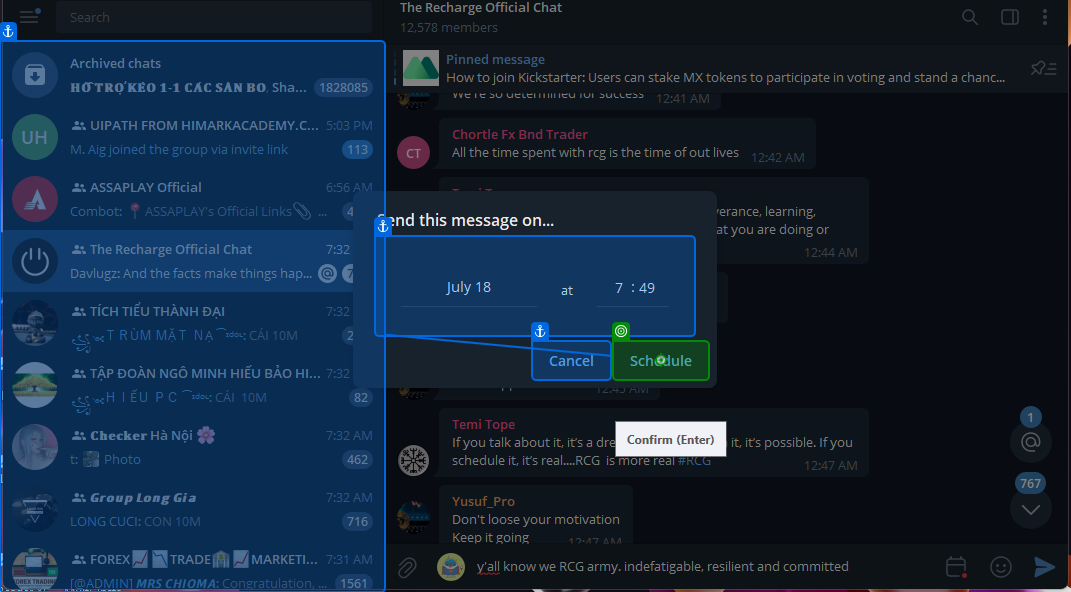 Search
Archived chats
HỖ TRỢ KÈO 1-1 CÁC SÀN BO, Sha... 1828085
UH
UIPATH FROM HIMARKACADEMY.C... 5:03 PM
M. Aig joined the group via invite link 113
ASSAPLAY Official 6:56 AM
Combot: 📍 ASSAPLAY's Official Links📎 ... 4
The Recharge Official Chat 7:32
Davlugz: And the facts make things hap... @ 7
TÍCH TIỂU THÀNH ĐẠI 7:32
TRÙM MẶT NẠ⁀ᶦᵈᵒᶫ: CÁI 10M 2
TẬP ĐOÀN NGÔ MINH HIẾU BẢO HI... 7:32
HIẾU PC⁀ᶦᵈᵒᶫ: CÁI 10M 82
Checker Hà Nội 🌸 7:32 AM
t: Photo 462
Group Long Gia 7:32 AM
LONG CUCI: CON 10M 716
FOREX📈📉TRADE🏦📈MARKETI... 7:31 AM
[@ADMIN] MRS CHIOMA: Congratulation, ... 1561
FOREX TRADING
The Recharge Official Chat
12,578 members
Pinned message
How to join Kickstarter: Users can stake MX tokens to participate in voting and stand a chanc...
We're so determined for success 12:41 AM
CT
Chortle Fx Bnd Trader
All the time spent with rcg is the time of out lives 12:42 AM
Temi T
verance, learning,
at you are doing or
12:44 AM
Send this message on...
July 18 at 7 : 49
Cancel Schedule
12:45 AM
Confirm (Enter)
Temi Tope
If you talk about it, it's a dre it, it's possible. If you
schedule it, it's real....RCG is more real #RCG 12:47 AM
Yusuf_Pro
Don't loose your motivation
Keep it going 12:47 AM
1
@
767
y'all know we RCG army. indefatigable, resilient and committed